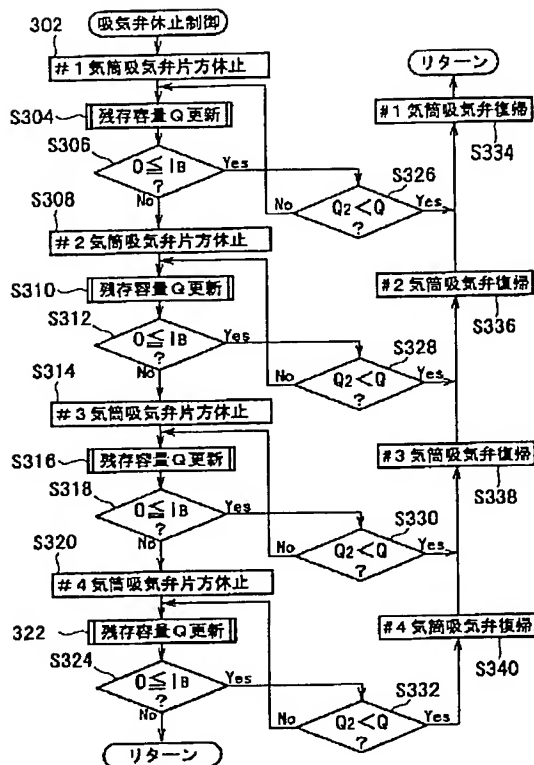 吸気弁休止制御
302
#1気筒吸気弁片方休止
S304
残存容量Q更新
S306
0≦IB
?
Yes
No
S326
Q2<Q
?
No
Yes
S308
#2気筒吸気弁片方休止
S310
残存容量Q更新
S312
0≦IB
?
Yes
No
S328
Q2<Q
?
No
Yes
S314
#3気筒吸気弁片方休止
S316
残存容量Q更新
S318
0≦IB
?
Yes
No
S330
Q2<Q
?
No
Yes
S320
#4気筒吸気弁片方休止
322
残存容量Q更新
S324
0≦IB
?
Yes
No
S332
Q2<Q
?
No
Yes
リターン
リターン
#1気筒吸気弁復帰
S334
#2気筒吸気弁復帰
S336
#3気筒吸気弁復帰
S338
#4気筒吸気弁復帰
S340